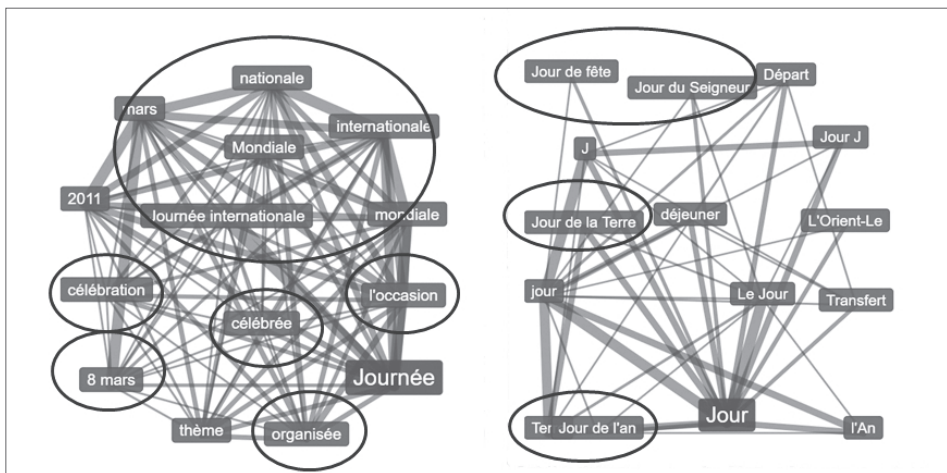 nationale
mars
internationale
Mondiale
2011
Journée internationale
mondiale
célébration
l'occasion
célébrée
8 mars
Journée
thème
organisée
Jour de fête
Départ
Jour du Seigneur
Jour J
J
Jour de la Terre
déjeuner
L'Orient-Le
jour
Le Jour
Transfert
Jour
Jour de l'an
l'An